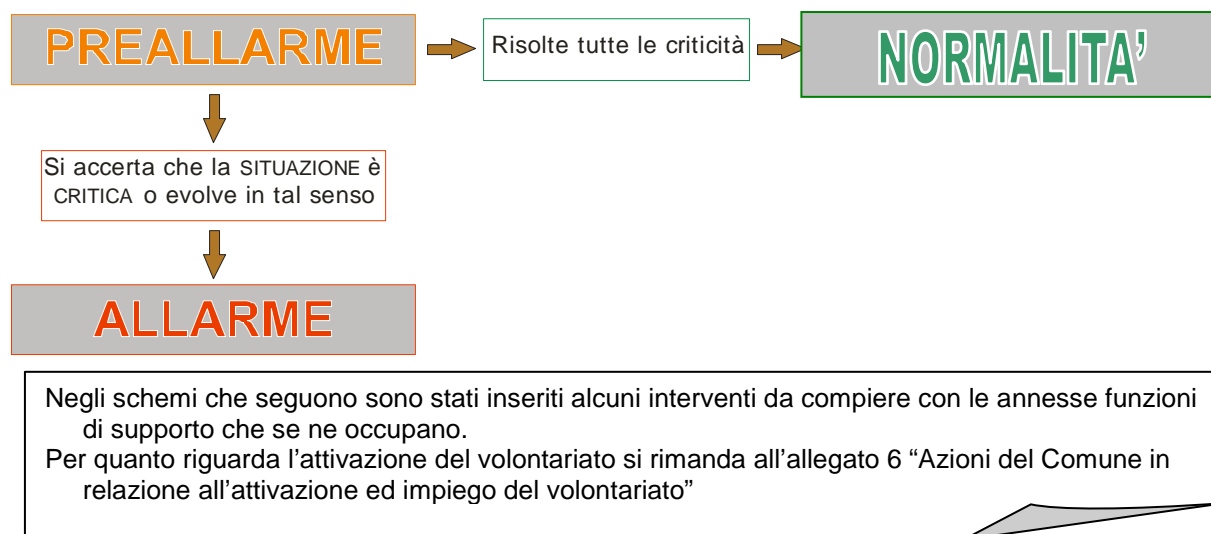 PREALLARME
Risolte tutte le criticità
NORMALITA’
Si accerta che la SITUAZIONE è
CRITICA o evolve in tal senso
ALLARME
Negli schemi che seguono sono stati inseriti alcuni interventi da compiere con le annesse funzioni
di supporto che se ne occupano.
Per quanto riguarda l’attivazione del volontariato si rimanda all’allegato 6 “Azioni del Comune in
relazione all’attivazione ed impiego del volontariato”